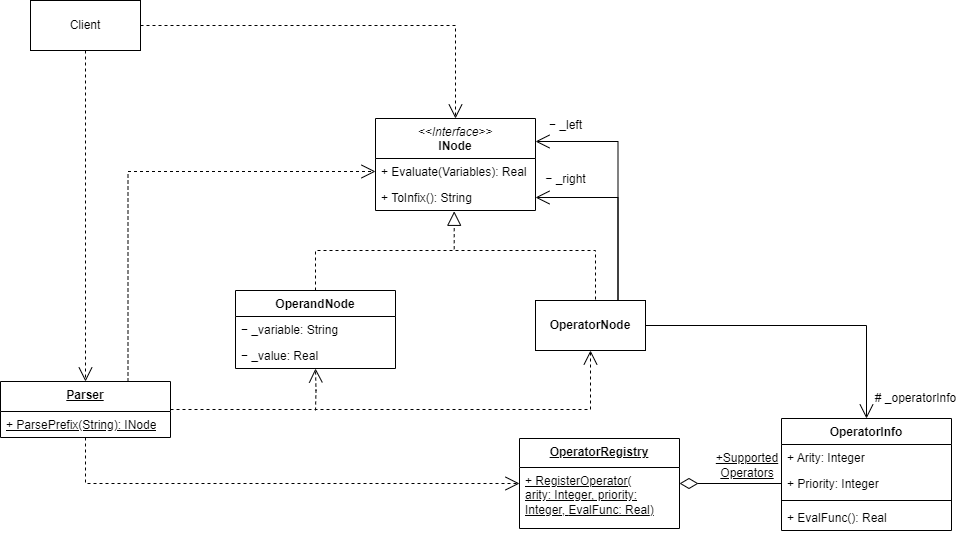 Client
− _left
<<Interface>>
INode
+ Evaluate(Variables): Real
− _right
+ ToInfix(): String
OperandNode
− _variable: String
− _value: Real
OperatorNode
Parser
+ ParsePrefix(String): INode
# _operatorInfo
OperatorInfo
+ Arity: Integer
+ Priority: Integer
+ EvalFunc(): Real
+Supported
Operators
OperatorRegistry
+ RegisterOperator(
arity: Integer, priority:
Integer, EvalFunc: Real)